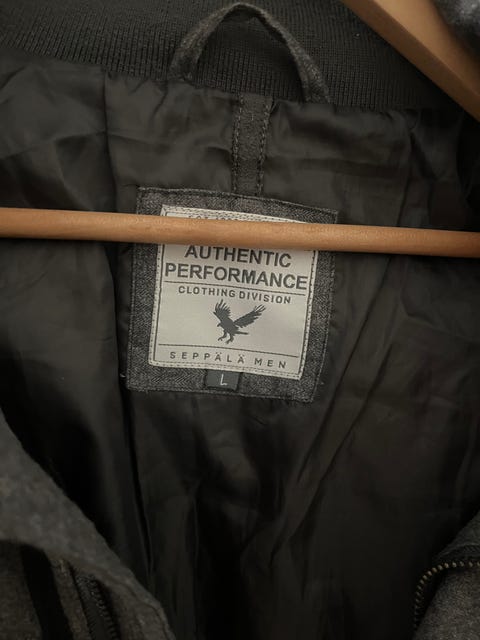 AUTHENTIC
PERFORMANCE
CLOTHING DIVISION
SEPPÄLÄ MEN
L